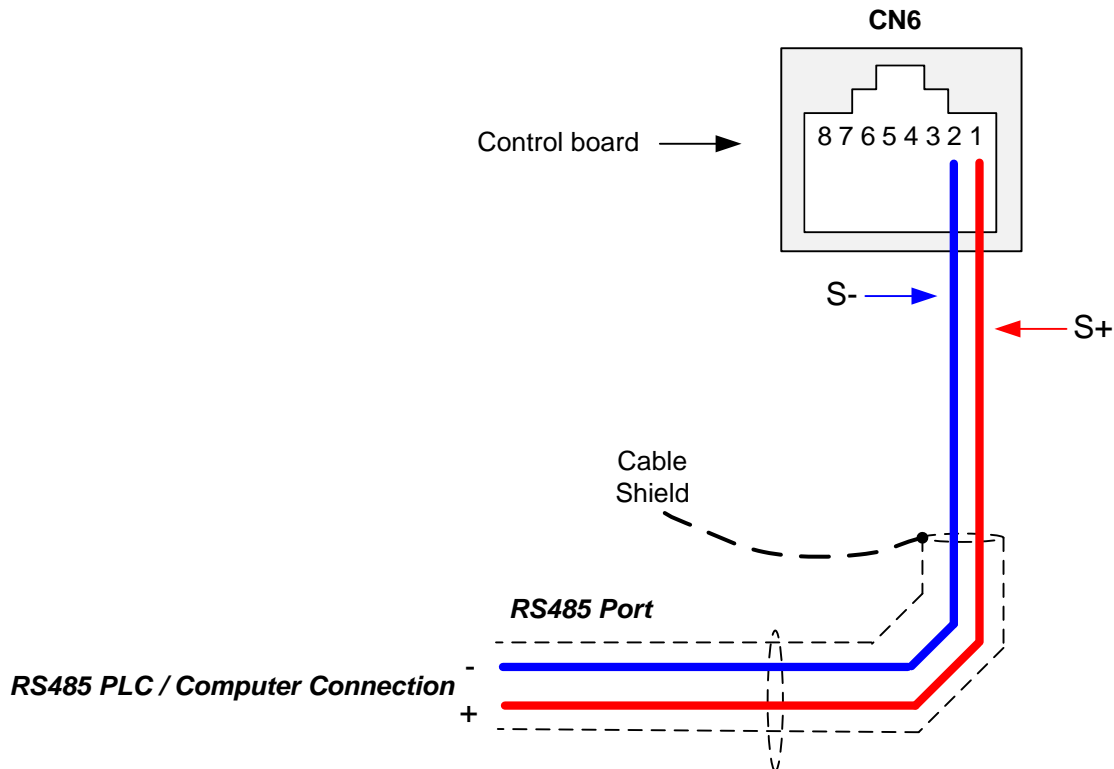 CN6
Control board
8 7 6 5 4 3 2 1
S-
S+
Cable
Shield
RS485 Port
-
RS485 PLC / Computer Connection
+